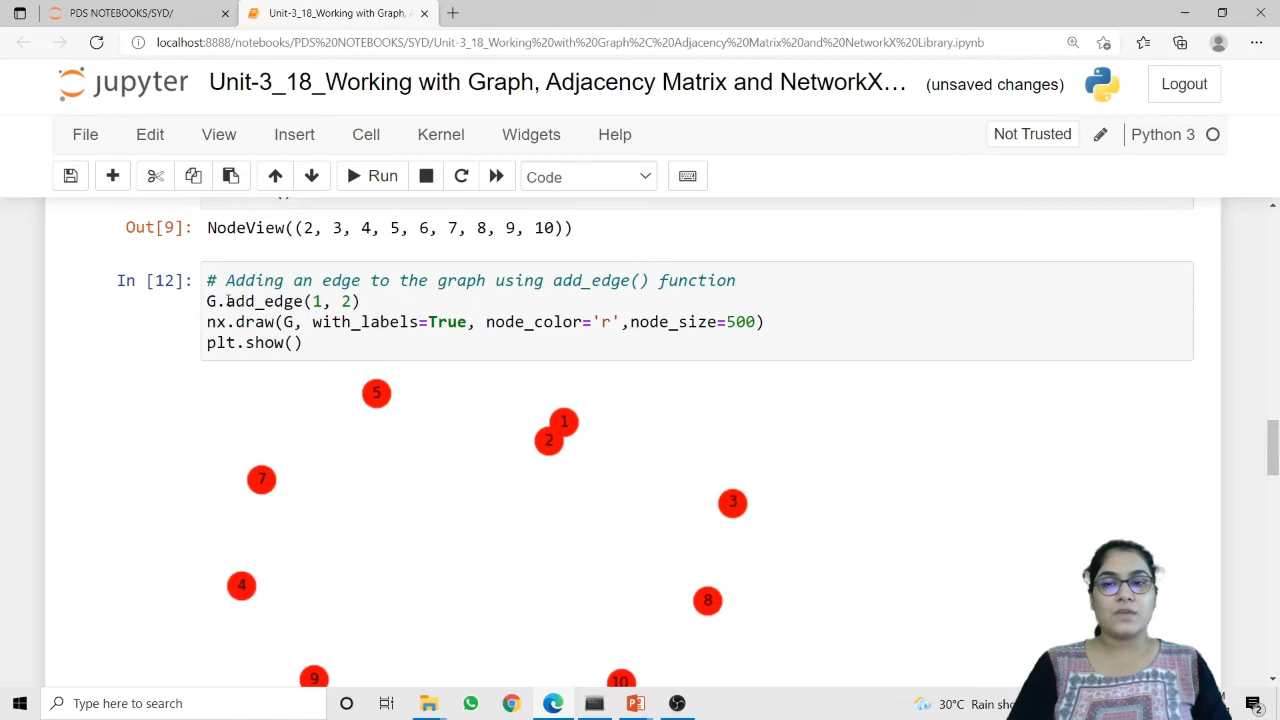 PDS NOTEBOOKS/SYD/
Unit-3_18_Working with Graph, A
localhost:8888/notebooks/PDS%20NOTEBOOKS/SYD/Unit-3_18_Working%20with%20Graph%2C%20Adjacency%20Matrix%20and%20NetworkX%20Library.ipynb
jupyter
Unit-3_18_Working with Graph, Adjacency Matrix and NetworkX... (unsaved changes)
Logout
File Edit View Insert Cell Kernel Widgets Help
Not Trusted
Python 3
Run
Code
Out[9]: NodeView((2, 3, 4, 5, 6, 7, 8, 9, 10))
In [12]: # Adding an edge to the graph using add_edge() function
G.add_edge(1, 2)
nx.draw(G, with_labels=True, node_color='r',node_size=500)
plt.show()
5
1
2
7
3
4
8
9
10
Type here to search
30°C Rain sho
2